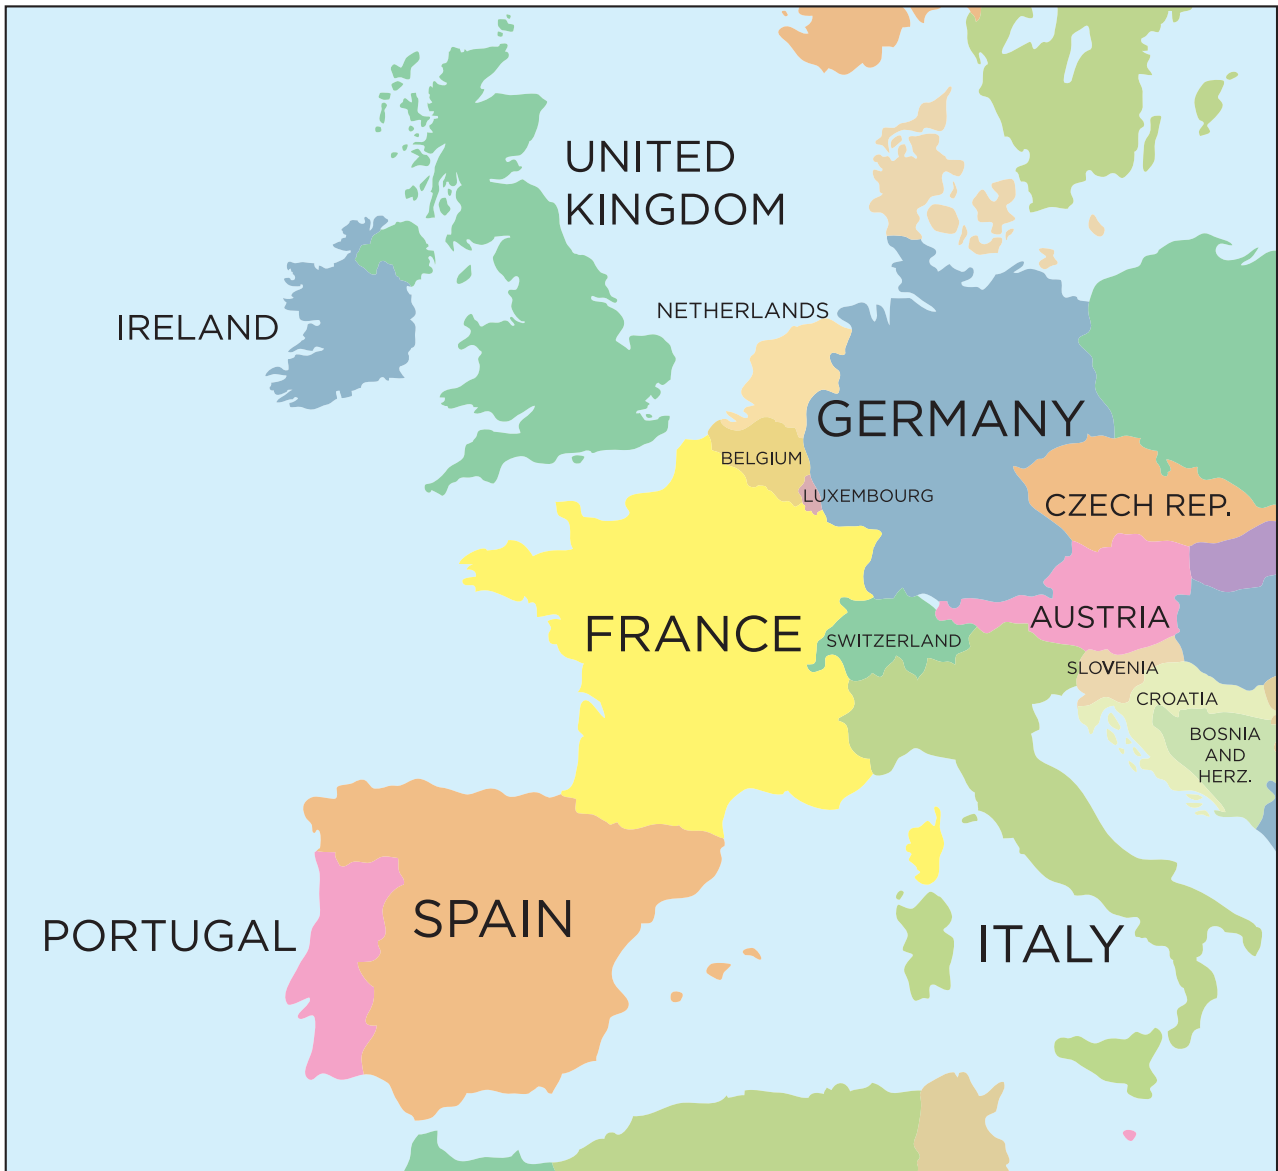 UNITED
KINGDOM
IRELAND
NETHERLANDS
GERMANY
BELGIUM
LUXEMBOURG
CZECH REP.
FRANCE
AUSTRIA
SWITZERLAND
SLOVENIA
CROATIA
BOSNIA
AND
HERZ.
SPAIN
PORTUGAL
ITALY